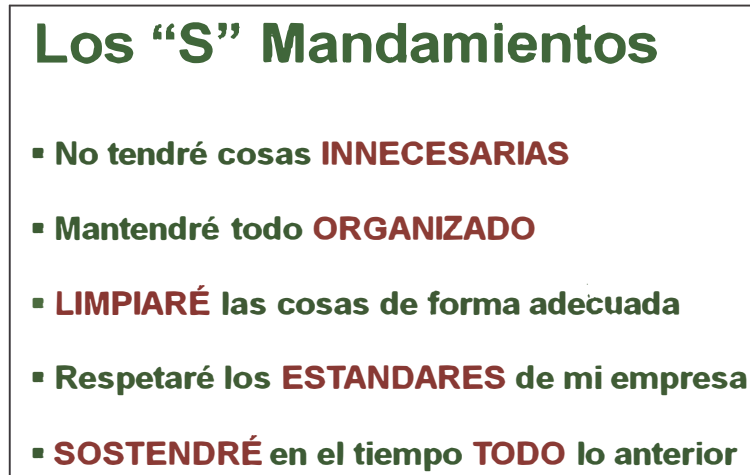 Los “S” Mandamientos
▪ No tendré cosas INNECESARIAS
▪ Mantendré todo ORGANIZADO
▪ LIMPIARÉ las cosas de forma adecuada
▪ Respetaré los ESTANDARES de mi empresa
▪ SOSTENDRÉ en el tiempo TODO lo anterior